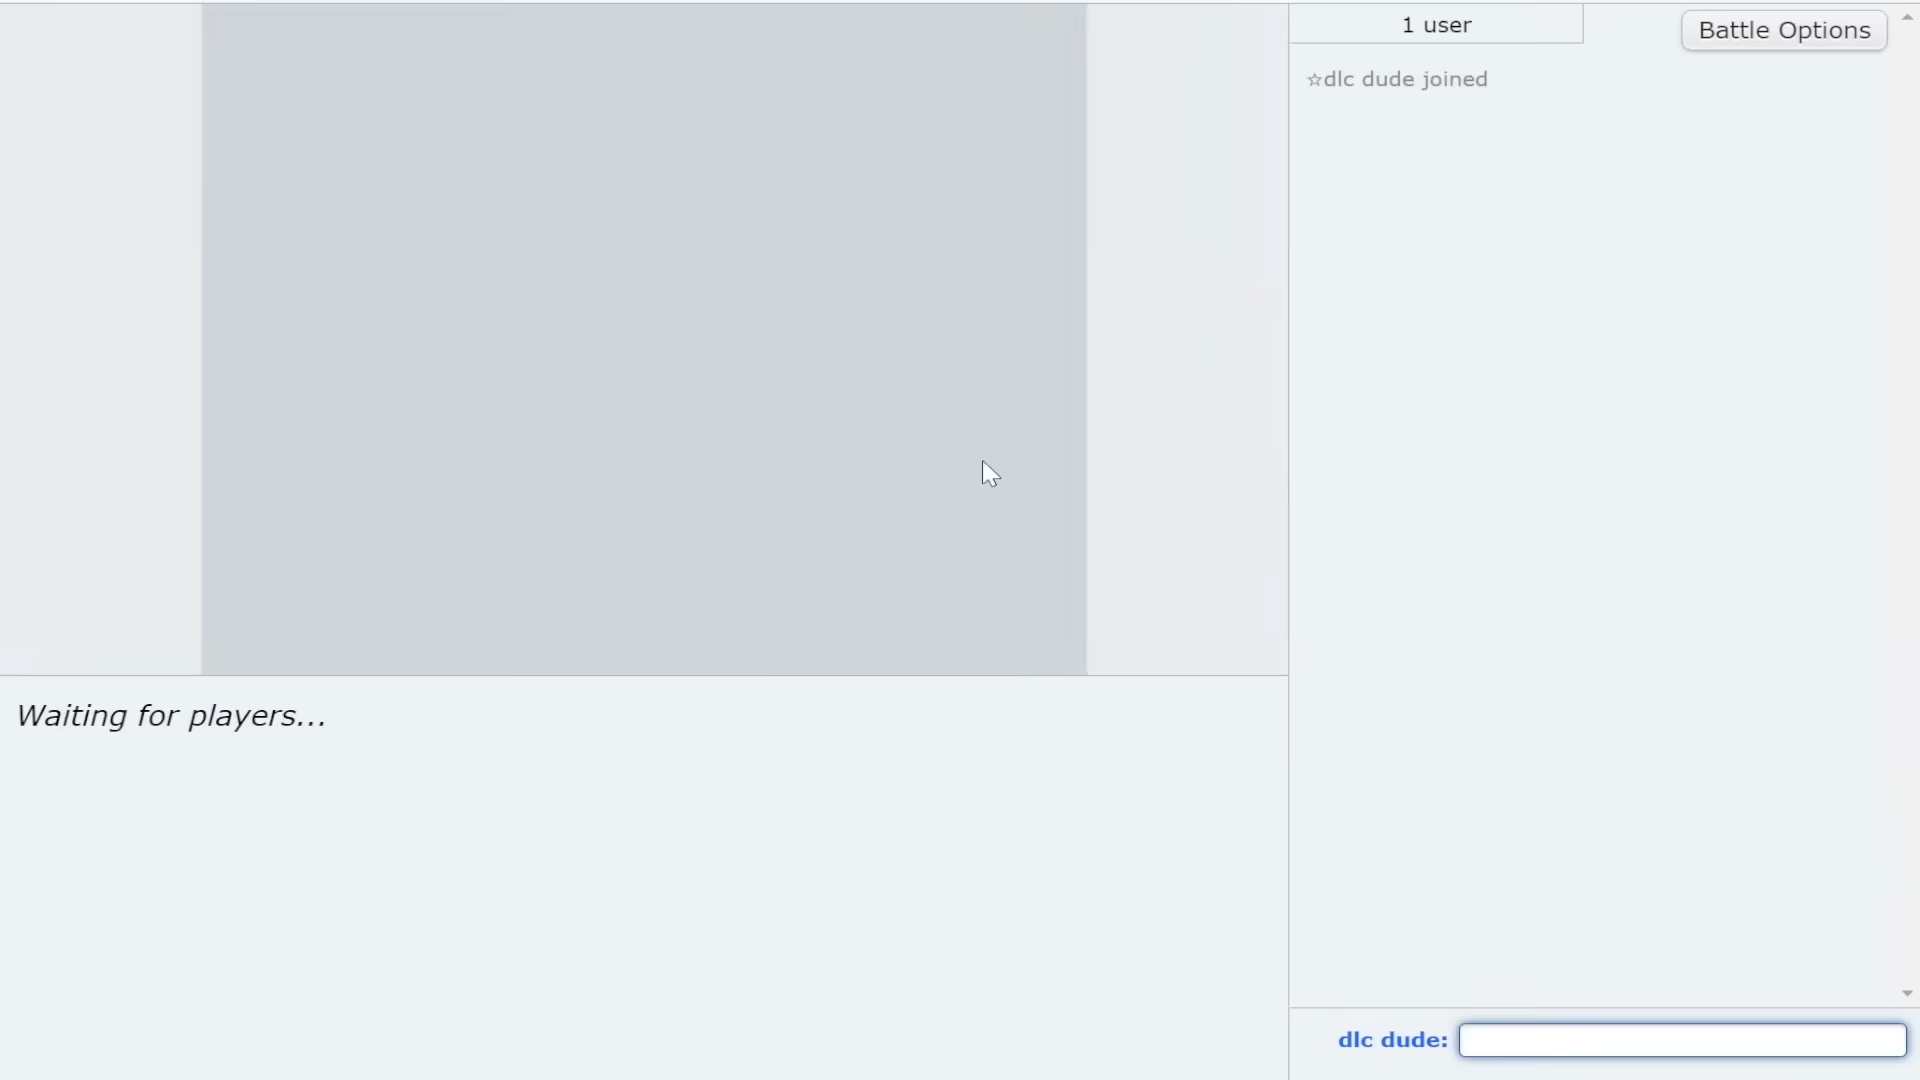 1 user
Battle Options
☆dlc dude joined
Waiting for players...
dlc dude: